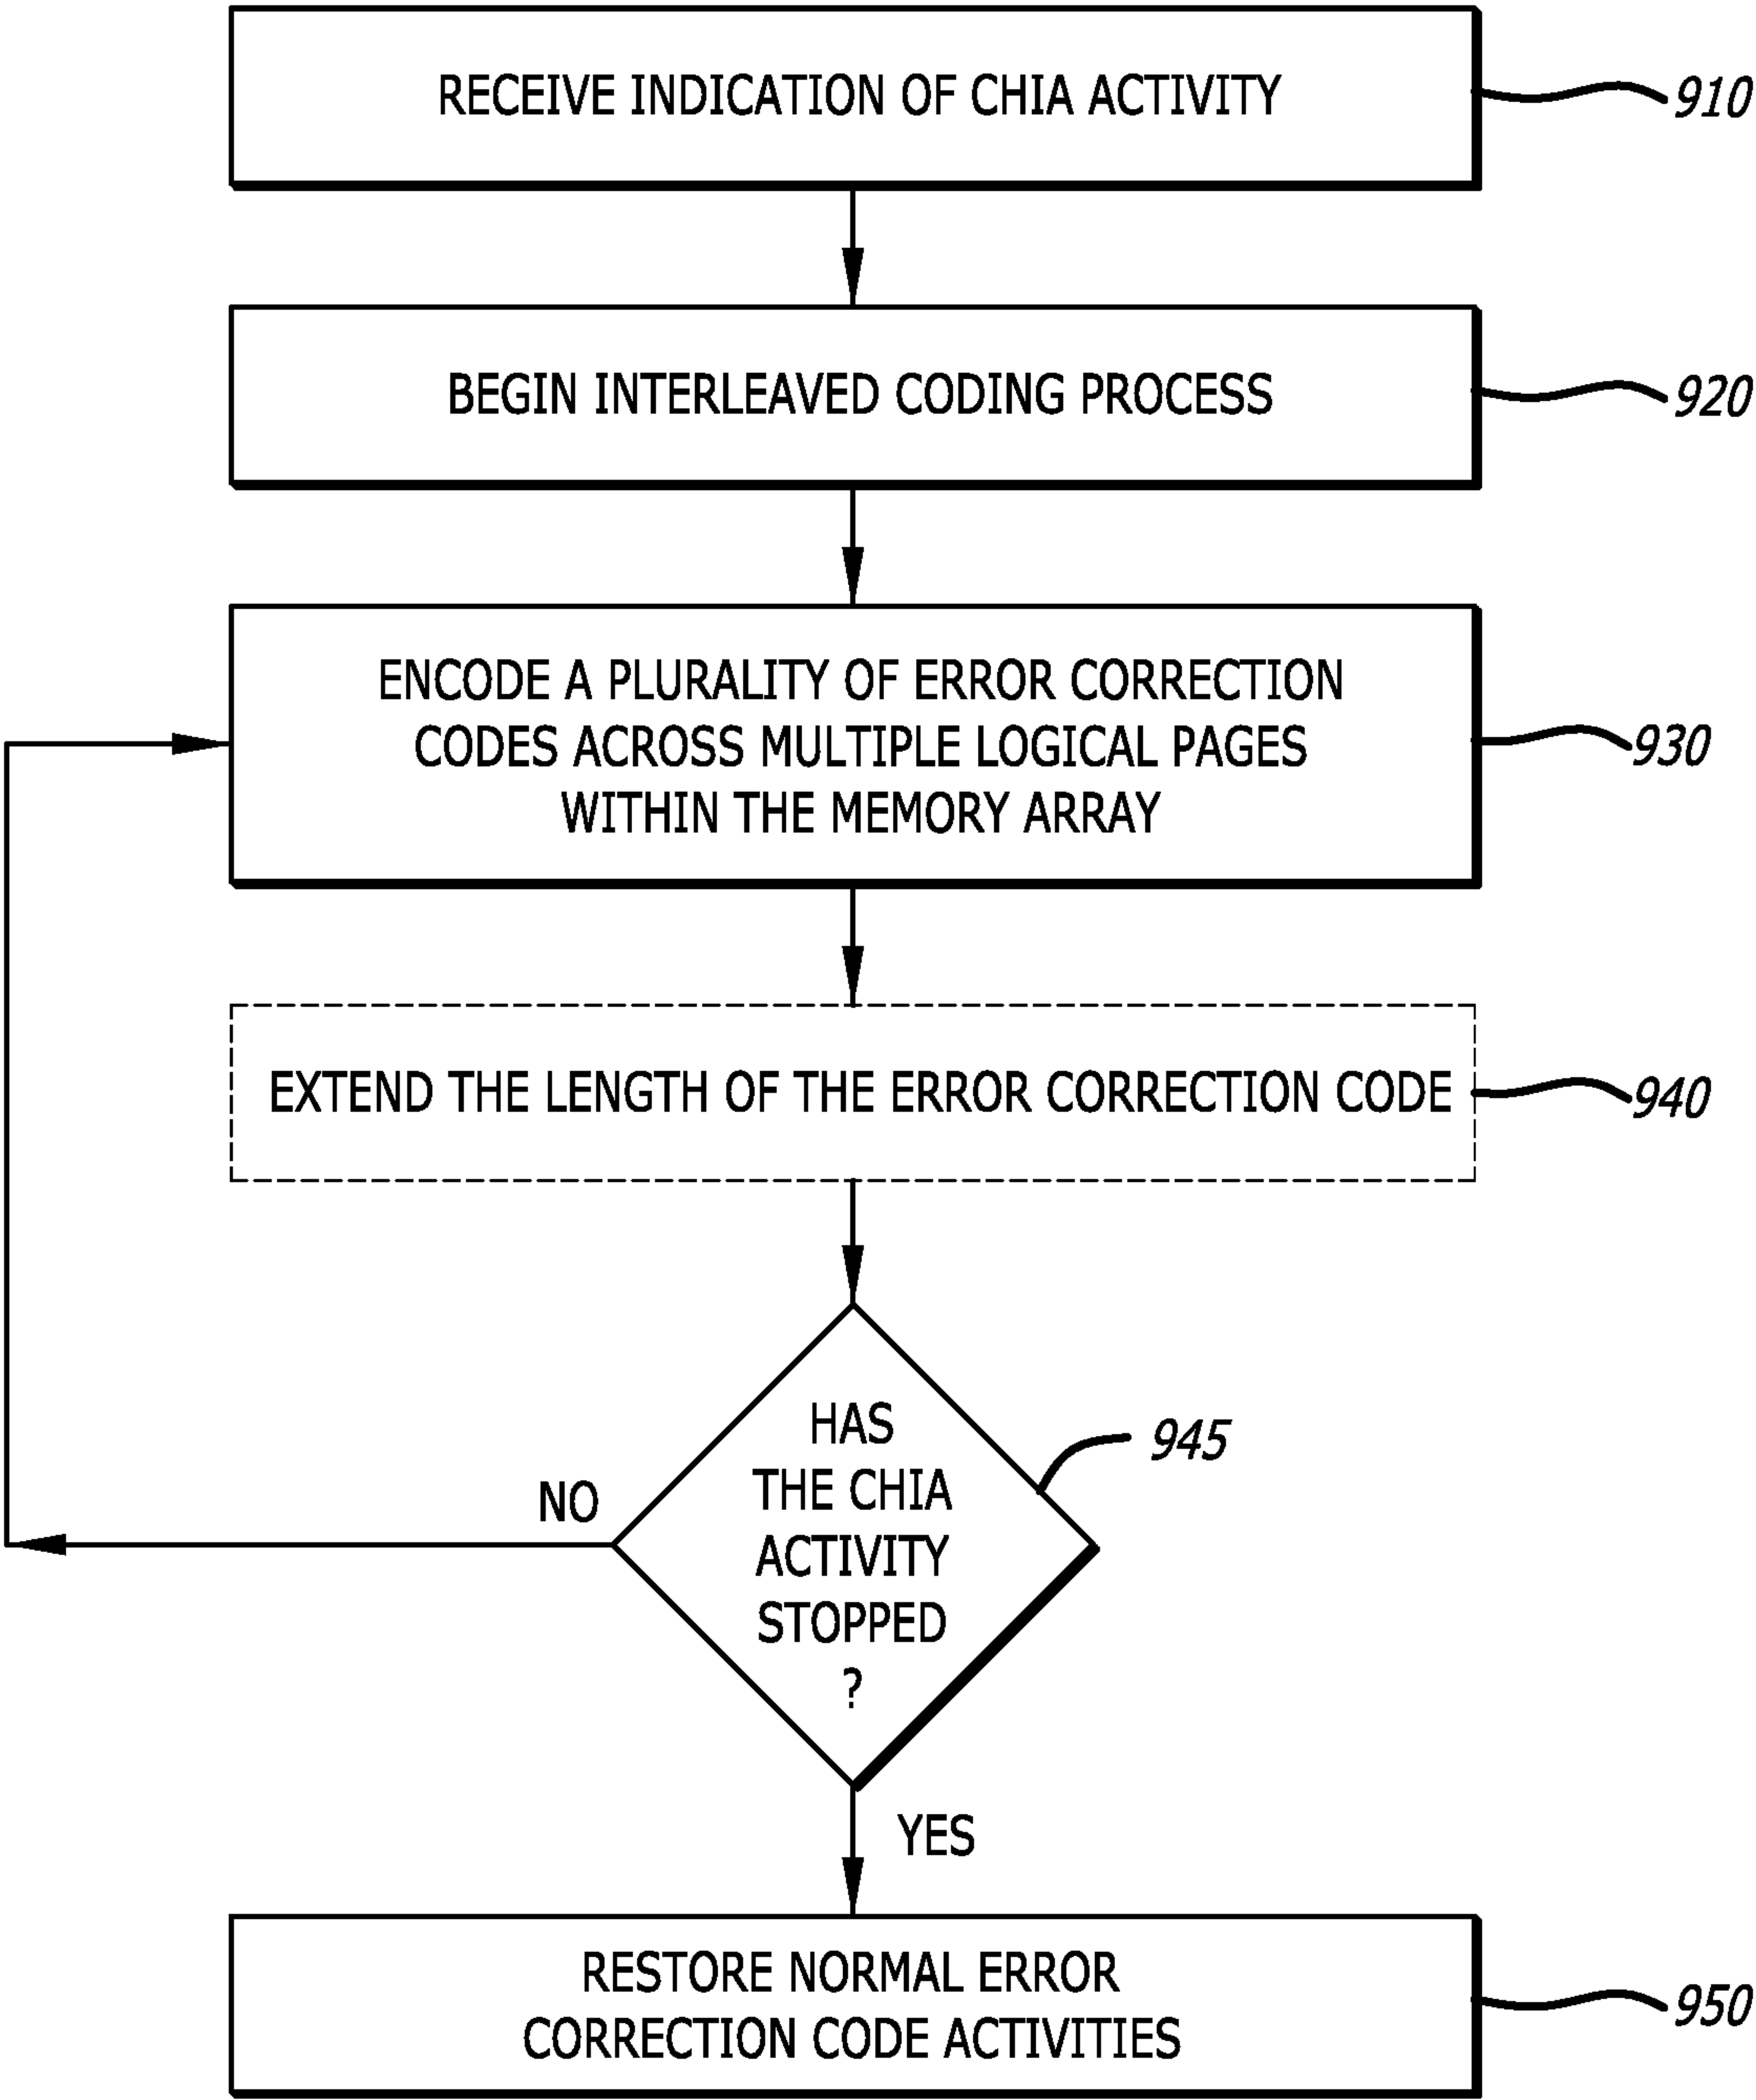 RECEIVE INDICATION OF CHIA ACTIVITY
910
BEGIN INTERLEAVED CODING PROCESS
920
ENCODE A PLURALITY OF ERROR CORRECTION
CODES ACROSS MULTIPLE LOGICAL PAGES
WITHIN THE MEMORY ARRAY
930
EXTEND THE LENGTH OF THE ERROR CORRECTION CODE
940
HAS
THE CHIA
ACTIVITY
STOPPED
?
945
NO
YES
RESTORE NORMAL ERROR
CORRECTION CODE ACTIVITIES
950